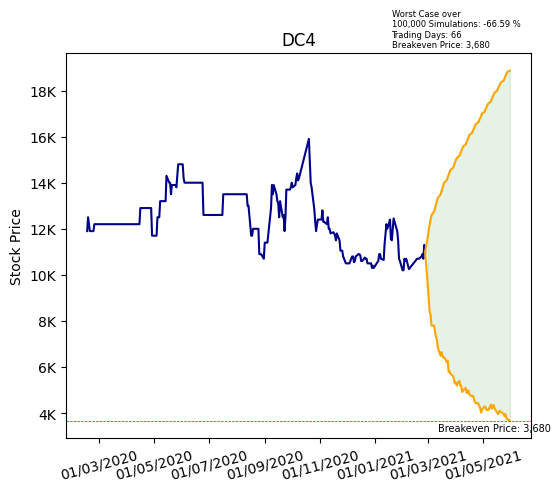 Worst Case over
100,000 Simulations: -66.59 %
Trading Days: 66
Breakeven Price: 3,680
DC4
Stock Price
18K
16K
14K
12K
10K
8K
6K
4K
Breakeven Price: 3,680
01/03/2020
01/05/2020
01/07/2020
01/09/2020
01/11/2020
01/01/2021
01/03/2021
01/05/2021